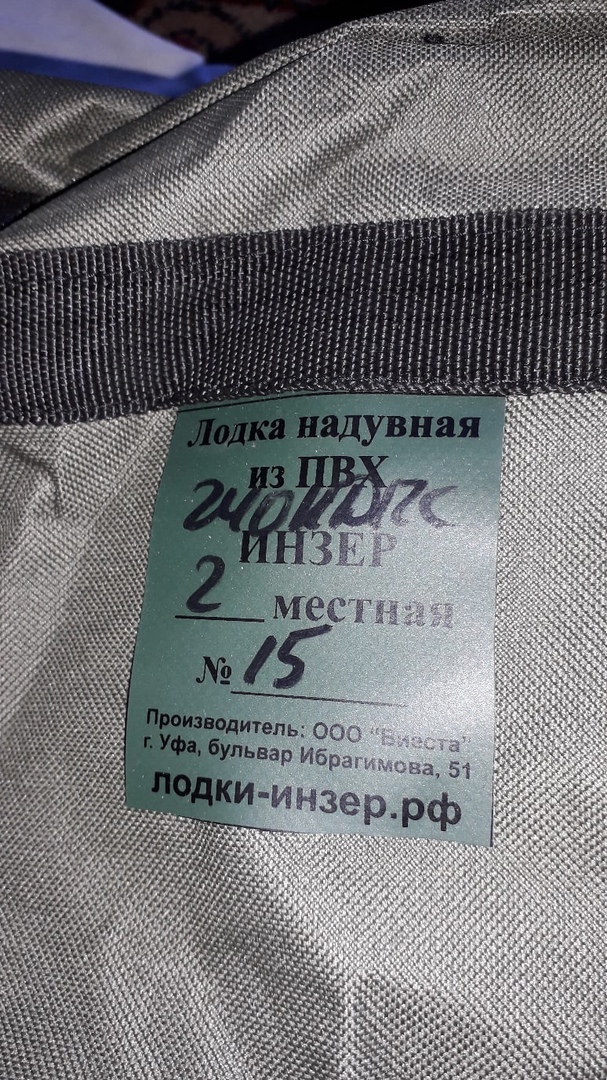 Лодка надувная
из ПВХ
ИНЗЕР
2 местная
№ 15
Производитель: ООО "Виеста"
г. Уфа, бульвар Ибрагимова, 51
лодки-инзер.рф